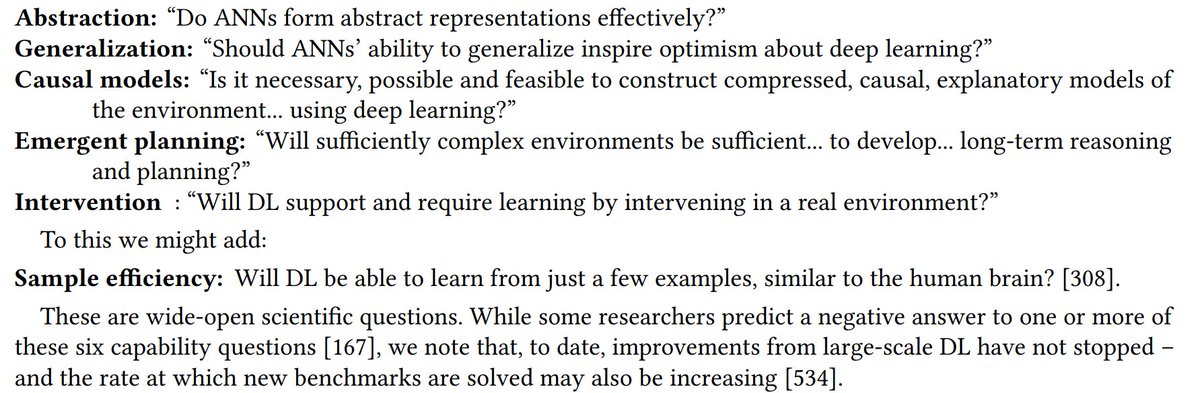 Abstraction: “Do ANNs form abstract representations effectively?”
Generalization: “Should ANNs’ ability to generalize inspire optimism about deep learning?”
Causal models: “Is it necessary, possible and feasible to construct compressed, causal, explanatory models of
the environment... using deep learning?”
Emergent planning: “Will sufficiently complex environments be sufficient... to develop... long-term reasoning
and planning?”
Intervention : “Will DL support and require learning by intervening in a real environment?”
To this we might add:
Sample efficiency: Will DL be able to learn from just a few examples, similar to the human brain? [308].
These are wide-open scientific questions. While some researchers predict a negative answer to one or more of
these six capability questions [167], we note that, to date, improvements from large-scale DL have not stopped –
and the rate at which new benchmarks are solved may also be increasing [534].